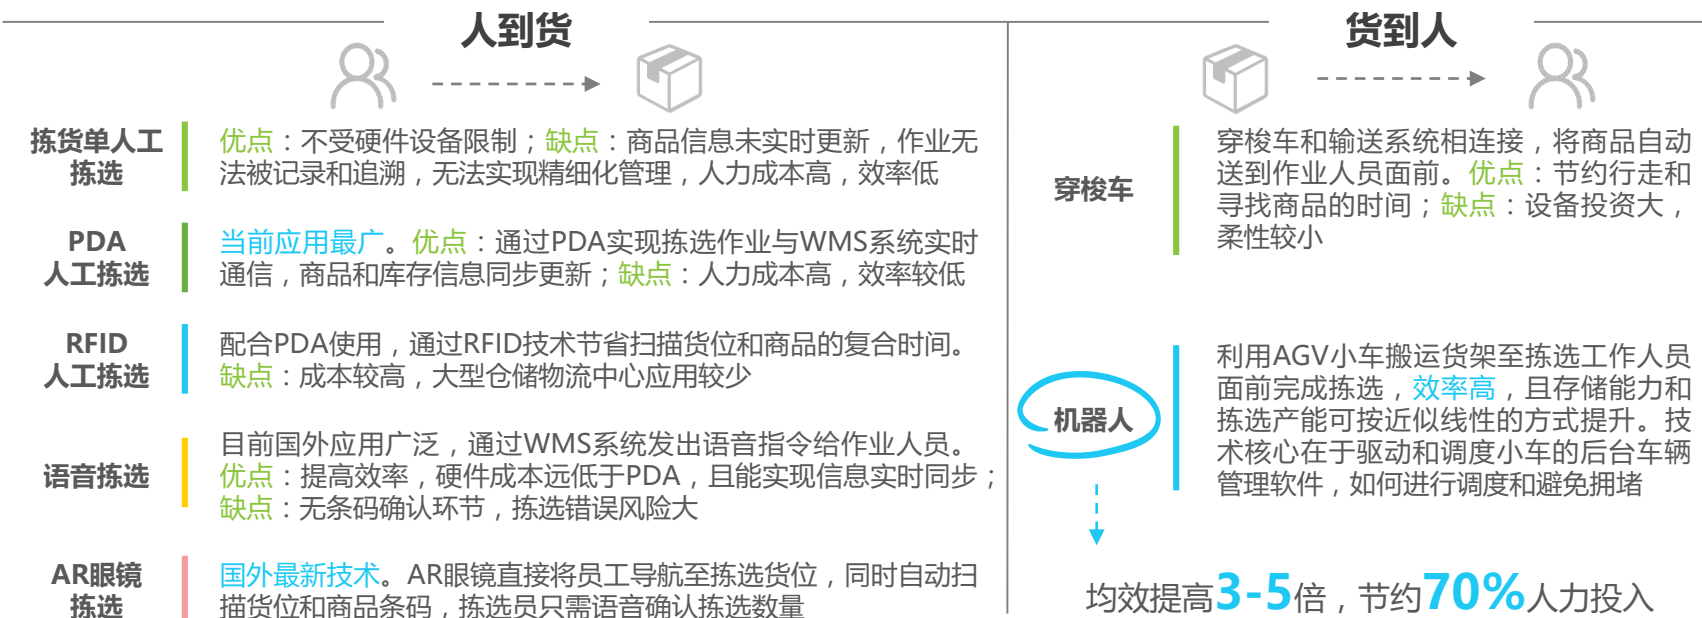 人到货
拣货单人工
拣选
优点：不受硬件设备限制；缺点：商品信息未实时更新，作业无
法被记录和追溯，无法实现精细化管理，人力成本高，效率低
PDA
人工拣选
当前应用最广。优点：通过PDA实现拣选作业与WMS系统实时
通信，商品和库存信息同步更新；缺点：人力成本高，效率较低
RFID
人工拣选
配合PDA使用，通过RFID技术节省扫描货位和商品的复合时间。
缺点：成本较高，大型仓储物流中心应用较少
语音拣选
目前国外应用广泛，通过WMS系统发出语音指令给作业人员。
优点：提高效率，硬件成本远低于PDA，且能实现信息实时同步；
缺点：无条码确认环节，拣选错误风险大
AR眼镜
拣选
国外最新技术。AR眼镜直接将员工导航至拣选货位，同时自动扫
描货位和商品条码，拣选员只需语音确认拣选数量
货到人
穿梭车
穿梭车和输送系统相连接，将商品自动
送到作业人员面前。优点：节约行走和
寻找商品的时间；缺点：设备投资大，
柔性较小
机器人
利用AGV小车搬运货架至拣选工作人员
面前完成拣选，效率高，且存储能力和
拣选产能可按近似线性的方式提升。技
术核心在于驱动和调度小车的后台车辆
管理软件，如何进行调度和避免拥堵
均效提高3-5倍，节约70%人力投入